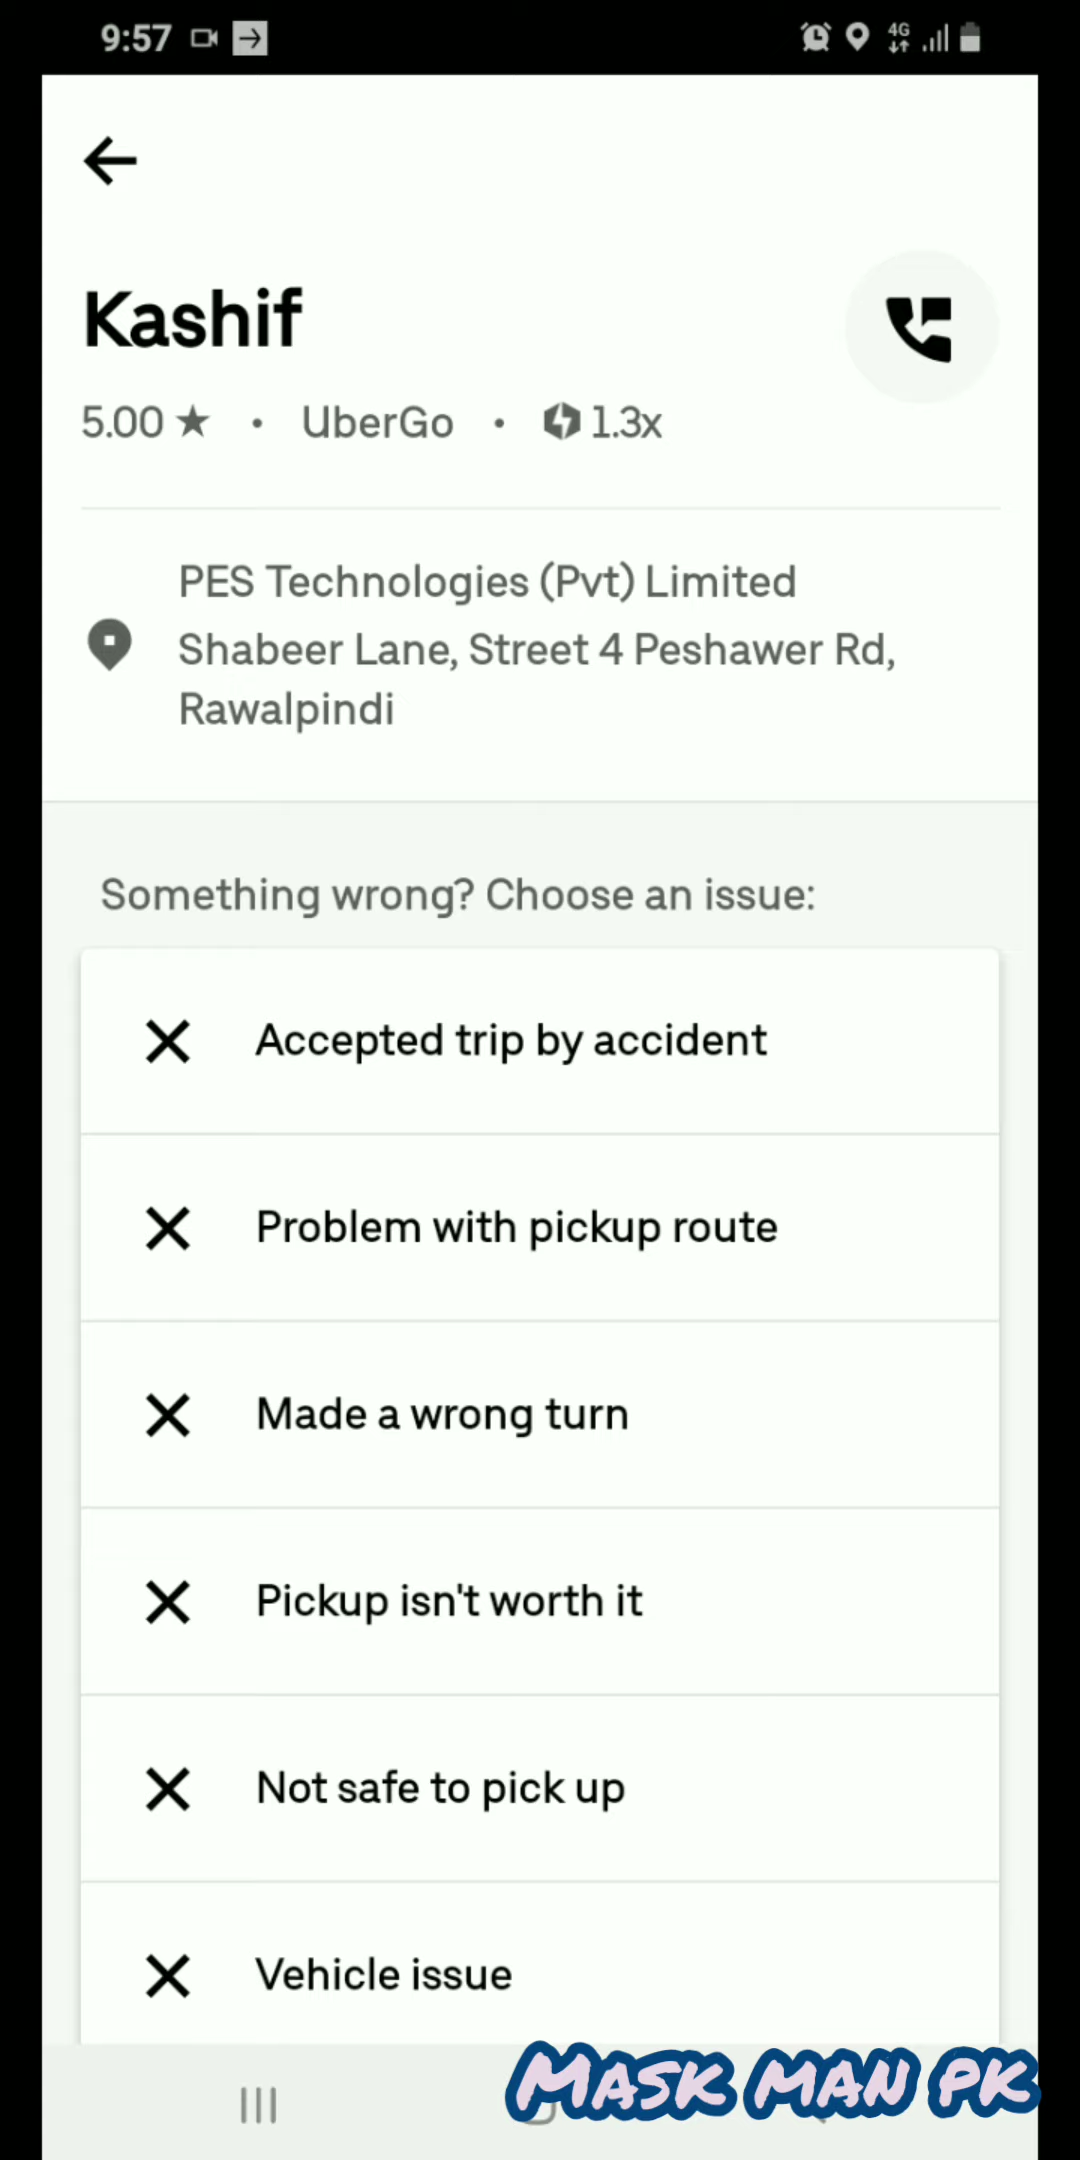 9:57
4G
Kashif
5.00 ★ • UberGo • 1.3x
PES Technologies (Pvt) Limited
Shabeer Lane, Street 4 Peshawer Rd,
Rawalpindi
Something wrong? Choose an issue:
Accepted trip by accident
Problem with pickup route
Made a wrong turn
Pickup isn't worth it
Not safe to pick up
Vehicle issue
MASK MAN PK